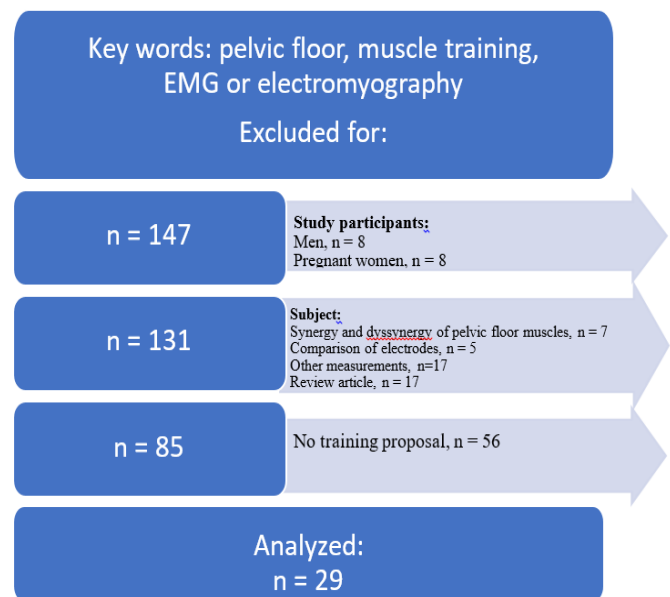 Key words: pelvic floor, muscle training,
EMG or electromyography
Excluded for:
n = 147
Study participants:
Men, n = 8
Pregnant women, n = 8
n = 131
Subject:
Synergy and dyssynergy of pelvic floor muscles, n = 7
Comparison of electrodes, n = 5
Other measurements, n=17
Review article, n = 17
n = 85
No training proposal, n = 56
Analyzed:
n = 29